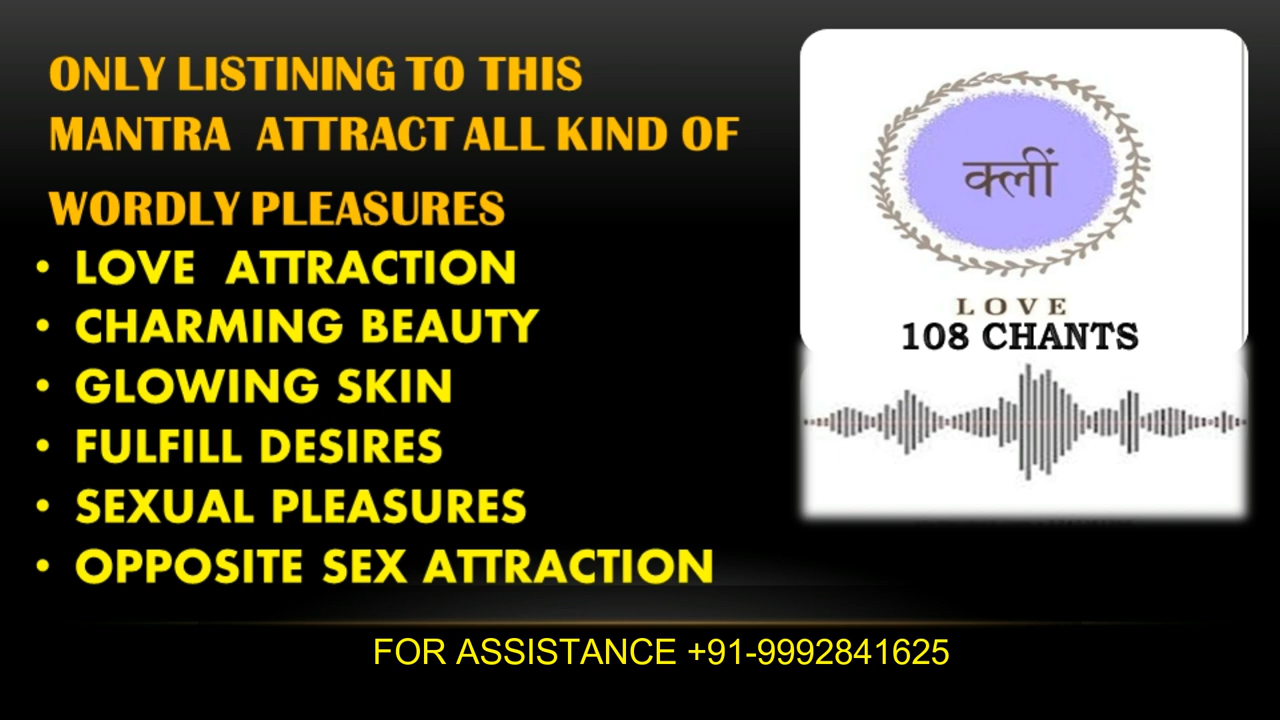 ONLY LISTINING TO THIS
MANTRA ATTRACT ALL KIND OF
WORDLY PLEASURES
• LOVE ATTRACTION
• CHARMING BEAUTY
• GLOWING SKIN
• FULFILL DESIRES
• SEXUAL PLEASURES
• OPPOSITE SEX ATTRACTION
क्लीं
LOVE
108 CHANTS
FOR ASSISTANCE +91-9992841625